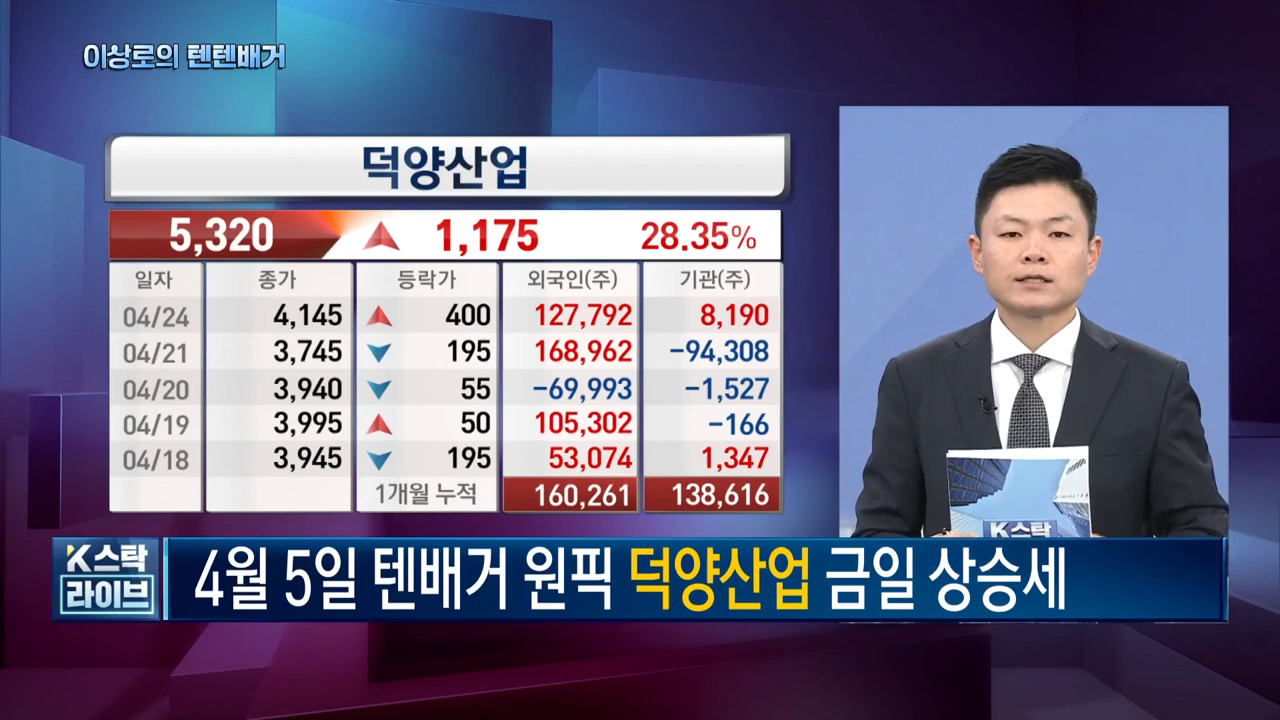 이상로의 텐텐배거
덕양산업
5,320 ▲ 1,175 28.35%
일자 종가 등락가 외국인(주) 기관(주)
04/24 4,145 ▲ 400 127,792 8,190
04/21 3,745 ▼ 195 168,962 -94,308
04/20 3,940 ▼ 55 -69,993 -1,527
04/19 3,995 ▲ 50 105,302 -166
04/18 3,945 ▼ 195 53,074 1,347
1개월 누적 160,261 138,616
K스탁
K스탁
라이브
4월 5일 텐배거 원픽 덕양산업 금일 상승세